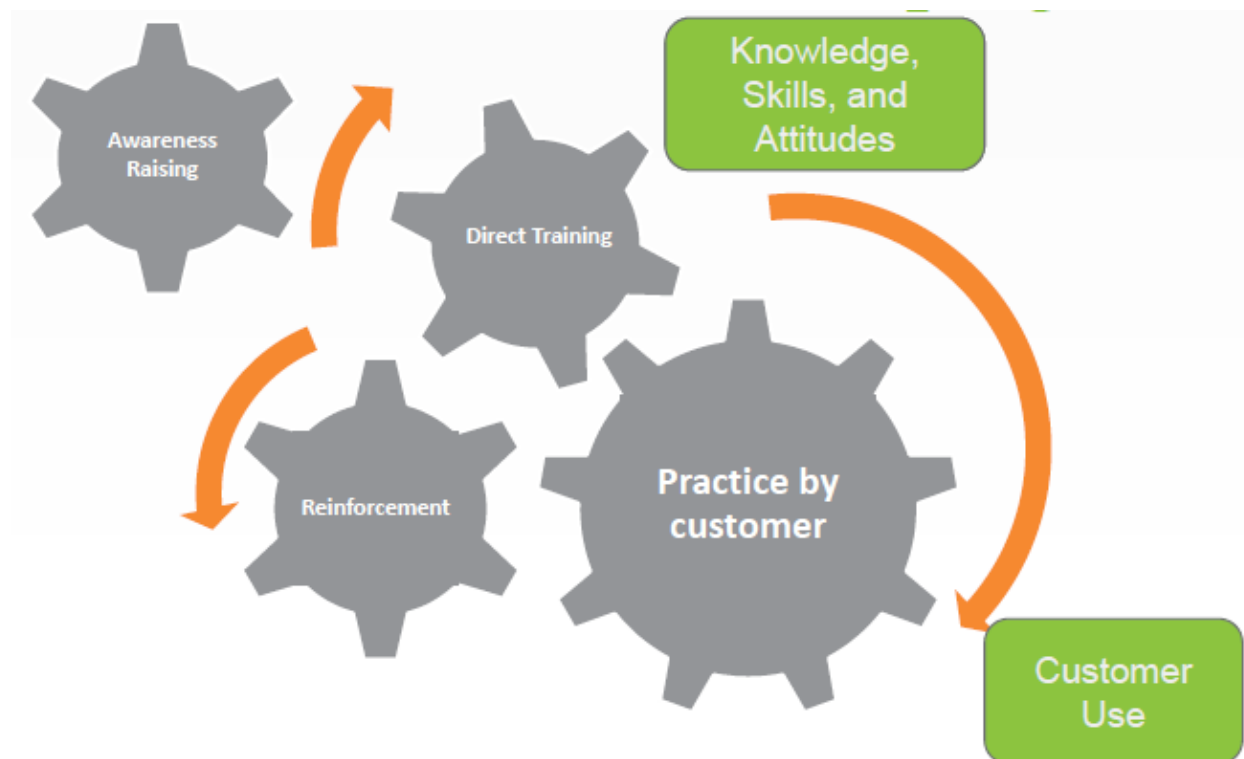 Knowledge,
Skills, and
Attitudes
Awareness
Raising
Direct Training
Reinforcement
Practice by
customer
Customer
Use